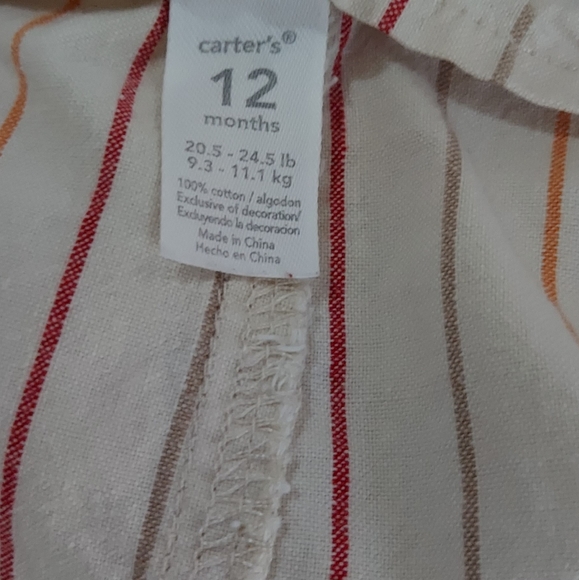 carter's®
12
months
20.5 - 24.5 lb
9.3 - 11.1 kg
100% cotton / algodon
Exclusive of decoration/
Excluyendo la decoracion
Made in China
Hecho en China